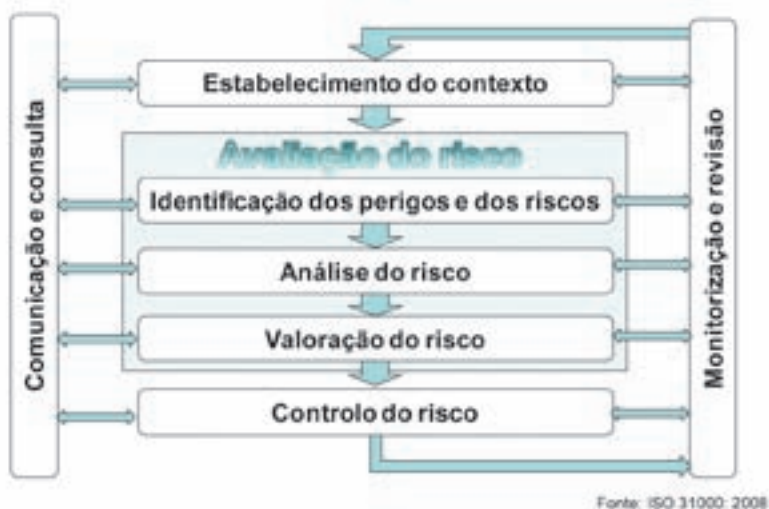 Comunicação e consulta
Estabelecimento do contexto
Avaliação do risco
Identificação dos perigos e dos riscos
Análise do risco
Valoração do risco
Controlo do risco
Monitorização e revisão
Fonte: ISO 31000: 2008